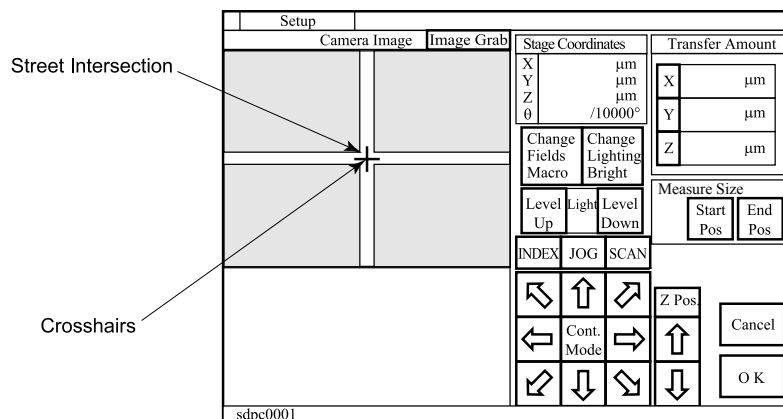 Setup
Camera Image
Image Grab
Street Intersection
Crosshairs
Stage Coordinates
X μm
Y μm
Z μm
θ /10000°
Transfer Amount
X μm
Y μm
Z μm
Change
Fields
Macro
Change
Lighting
Bright
Level
Up
Light
Level
Down
Measure Size
Start
Pos
End
Pos
INDEX
JOG
SCAN
Cont.
Mode
Z Pos.
Cancel
O K
sdpc0001